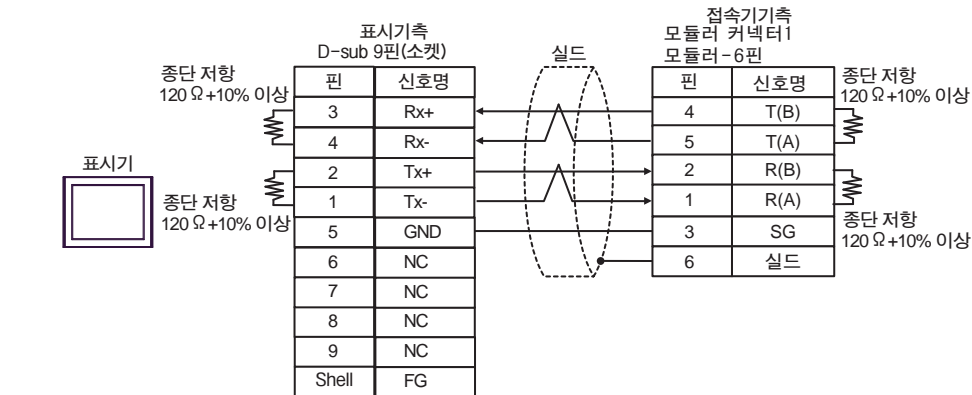 표시기측
D-sub 9핀(소켓)
실드
접속기기측
모듈러 커넥터1
모듈러-6핀
종단 저항
120Ω+10% 이상
핀 신호명
3 Rx+
4 Rx-
2 Tx+
1 Tx-
5 GND
6 NC
7 NC
8 NC
9 NC
Shell FG
표시기
종단 저항
120Ω+10% 이상
핀 신호명
4 T(B)
5 T(A)
2 R(B)
1 R(A)
3 SG
6 실드
종단 저항
120Ω+10% 이상
종단 저항
120Ω+10% 이상